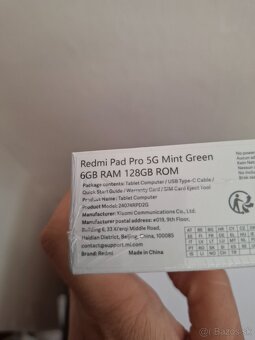 Redmi Pad Pro 5G Mint Green
6GB RAM 128GB ROM
Package contents: Tablet Computer / USB Type-C Cable /
Quick Start Guide / Warranty Card / SIM Card Eject Tool
Product Name: Tablet Computer
Product Model: 24074RPD2G
Manufacturer: Xiaomi Communications Co., Ltd.
Manufacturer postal address: #019, 9th Floor,
Building 6, 33 Xi'erqi Middle Road,
Haidian District, Beijing, China, 100085
contact@support.mi.com
Brand: Redmi
Made in China
AT BE BG